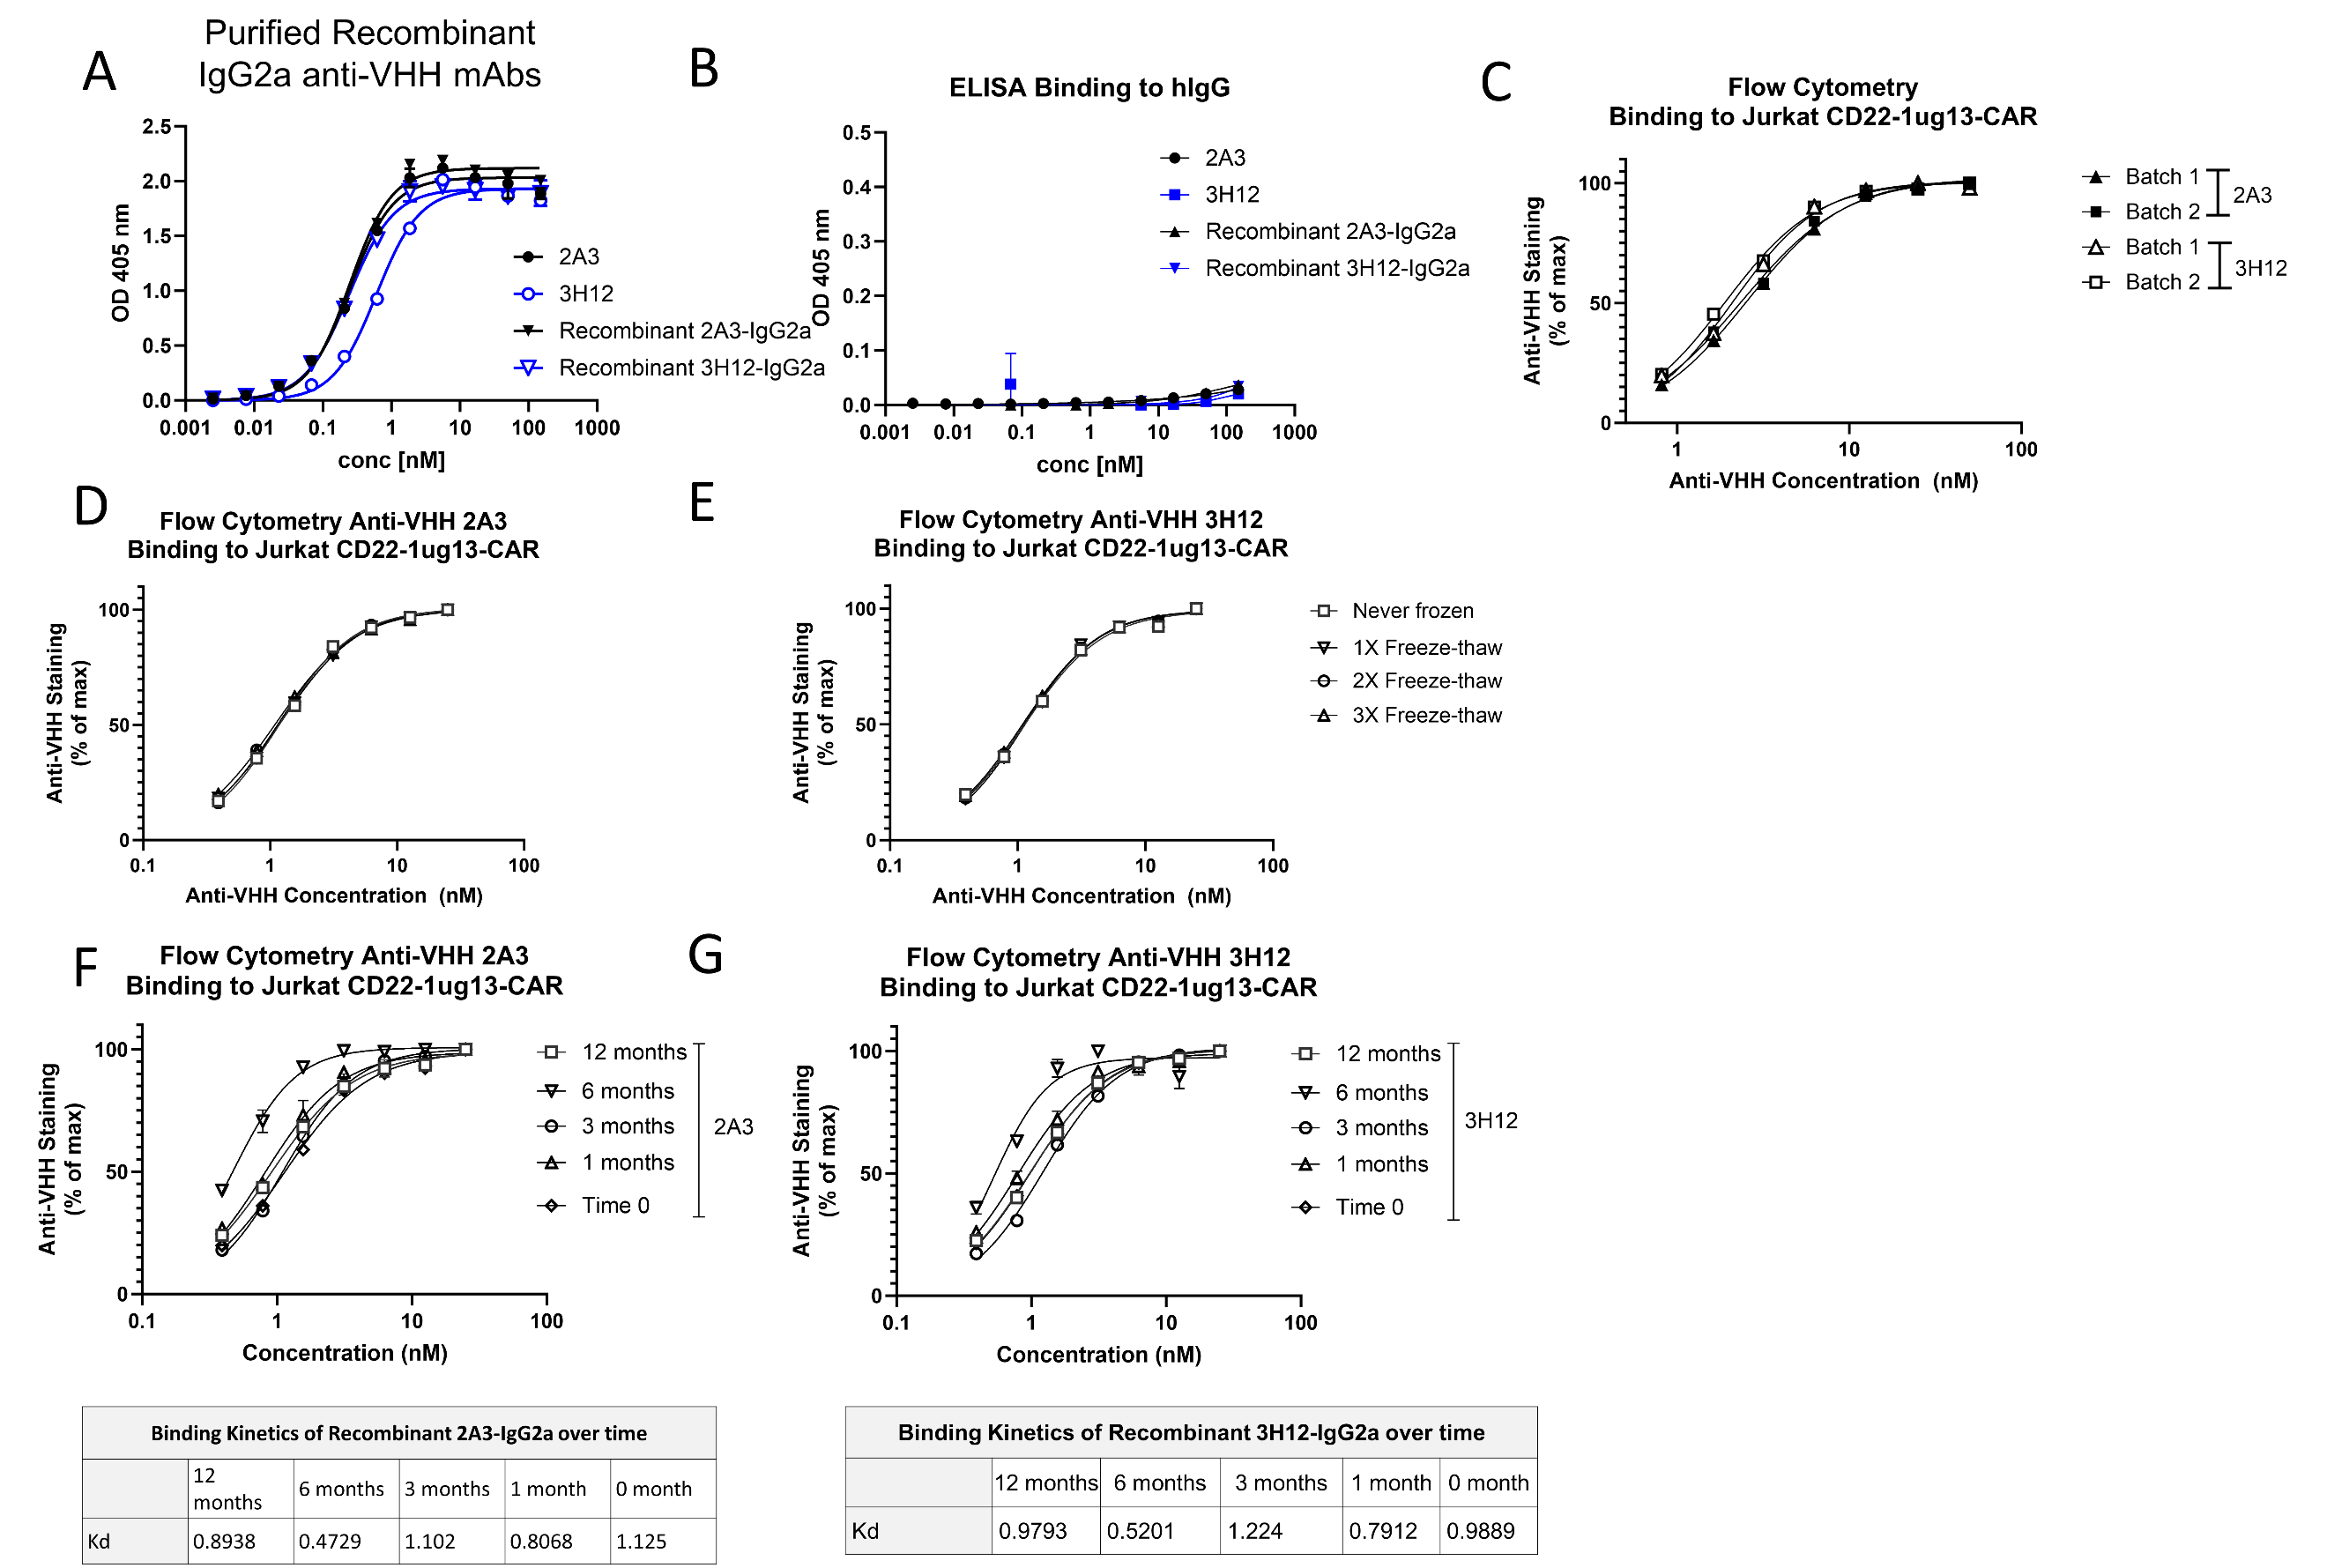 A
Purified Recombinant
IgG2a anti-VHH mAbs
OD 405 nm
2.5
2.0
1.5
1.0
0.5
0.0
0.001 0.01 0.1 1 10 100 1000
conc [nM]
2A3
3H12
Recombinant 2A3-IgG2a
Recombinant 3H12-IgG2a
B
ELISA Binding to hIgG
OD 405 nm
0.5
0.4
0.3
0.2
0.1
0.0
0.001 0.01 0.1 1 10 100 1000
conc [nM]
2A3
3H12
Recombinant 2A3-IgG2a
Recombinant 3H12-IgG2a
C
Flow Cytometry
Binding to Jurkat CD22-1ug13-CAR
Anti-VHH Staining
(% of max)
100
50
0
1 10 100
Anti-VHH Concentration (nM)
Batch 1
Batch 2
2A3
Batch 1
Batch 2
3H12
D
Flow Cytometry Anti-VHH 2A3
Binding to Jurkat CD22-1ug13-CAR
Anti-VHH Staining
(% of max)
100
50
0
0.1 1 10 100
Anti-VHH Concentration (nM)
E
Flow Cytometry Anti-VHH 3H12
Binding to Jurkat CD22-1ug13-CAR
Anti-VHH Staining
(% of max)
100
50
0
0.1 1 10 100
Anti-VHH Concentration (nM)
Never frozen
1X Freeze-thaw
2X Freeze-thaw
3X Freeze-thaw
F
Flow Cytometry Anti-VHH 2A3
Binding to Jurkat CD22-1ug13-CAR
Anti-VHH Staining
(% of max)
100
50
0
0.1 1 10 100
Concentration (nM)
12 months
6 months
3 months
1 months
Time 0
2A3
G
Flow Cytometry Anti-VHH 3H12
Binding to Jurkat CD22-1ug13-CAR
Anti-VHH Staining
(% of max)
100
50
0
0.1 1 10 100
Concentration (nM)
12 months
6 months
3 months
1 months
Time 0
3H12
Binding Kinetics of Recombinant 2A3-IgG2a over time
12
months 6 months 3 months 1 month 0 month
Kd 0.8938 0.4729 1.102 0.8068 1.125
Binding Kinetics of Recombinant 3H12-IgG2a over time
12 months 6 months 3 months 1 month 0 month
Kd 0.9793 0.5201 1.224 0.7912 0.9889